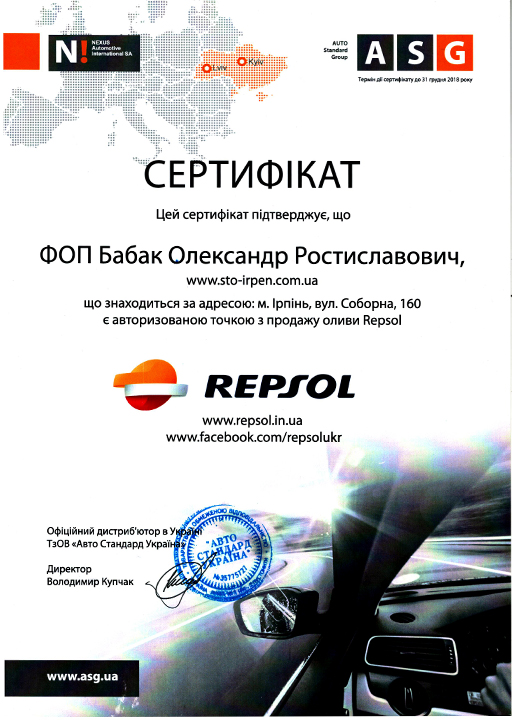 N!
NEXUS
Automotive
International SA
Lviv
Kyiv
AUTO
Standard
Group
ASG
Термін дії сертифікату до 31 грудня 2018 року
СЕРТИФІКАТ
Цей сертифікат підтверджує, що
ФОП Бабак Олександр Ростиславович,
www.sto-irpen.com.ua
що знаходиться за адресою: м. Ірпінь, вул. Соборна, 160
є авторизованою точкою з продажу оливи Repsol
REPSOL
www.repsol.in.ua
www.facebook.com/repsolukr
Офіційний дистриб'ютор в Україні
ТзОВ «Авто Стандард Україна»
Директор
Володимир Купчак
"АВТО
СТАНДАРД
УКРАЇНА"
www.asg.ua